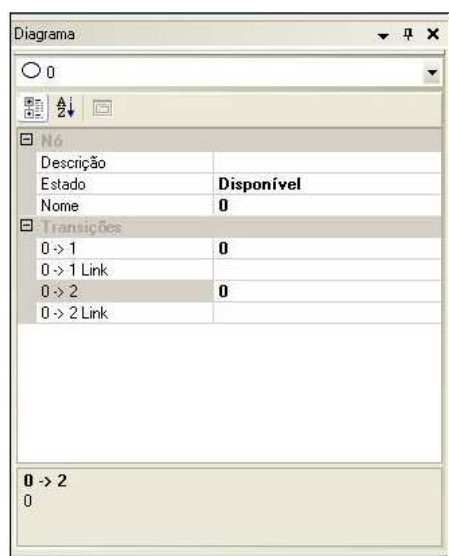 Diagrama
0
Nó
Descrição
Estado Disponível
Nome 0
Transições
0 -> 1 0
0 -> 1 Link
0 -> 2 0
0 -> 2 Link
0 -> 2
0